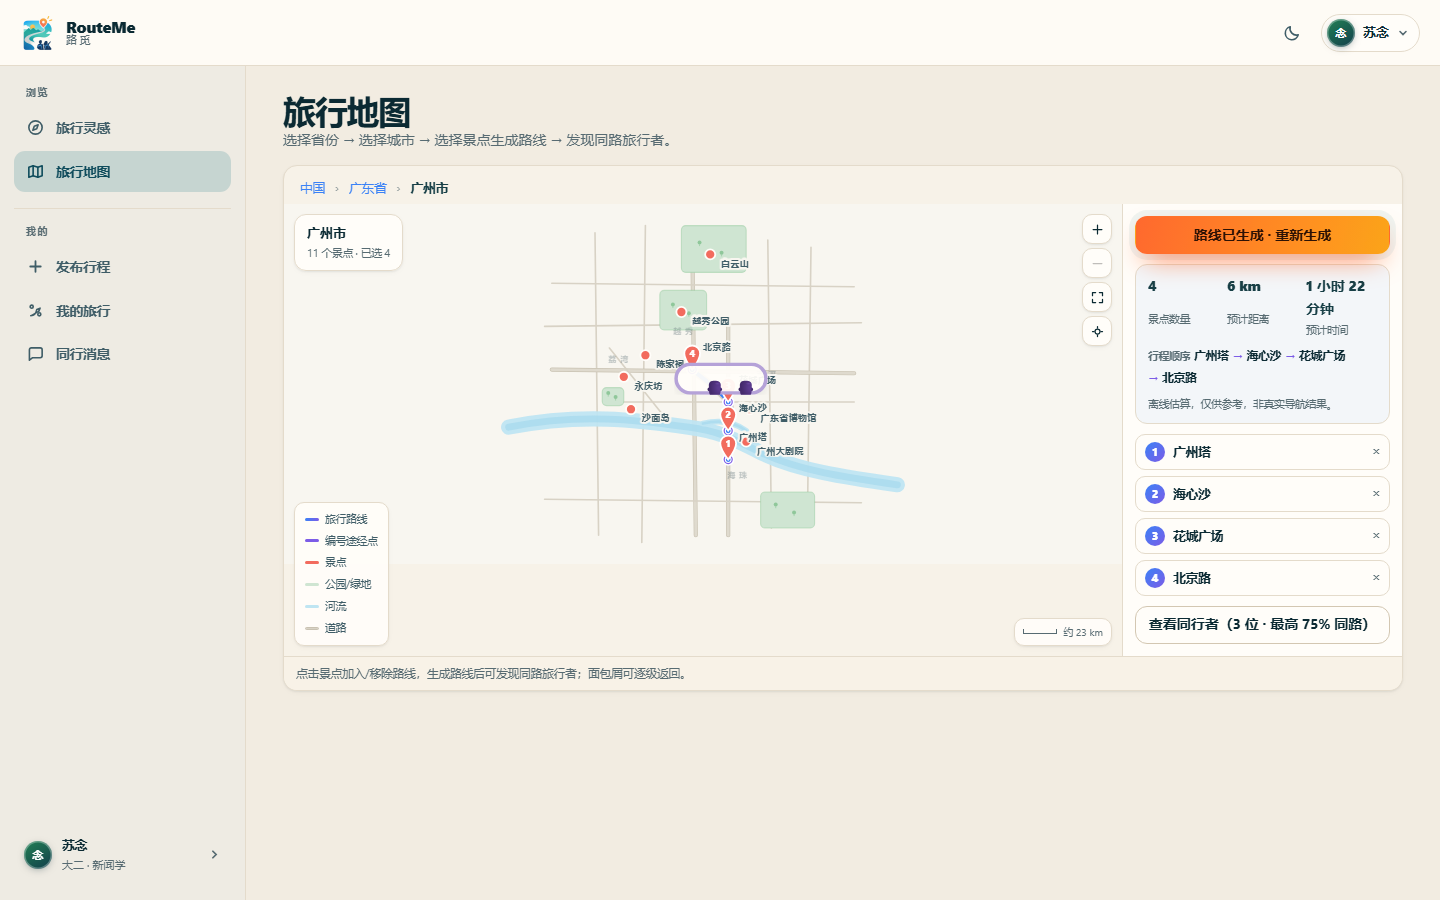 RouteMe
路觅
念 苏念
浏览
旅行灵感
旅行地图
我的
发布行程
我的旅行
同行消息
念 苏念
大二 · 新闻学
旅行地图
选择省份 → 选择城市 → 选择景点生成路线 → 发现同路旅行者。
中国 › 广东省 › 广州市
广州市
11 个景点 · 已选 4
白云山
越秀公园
越秀
北京路
4
荔湾
陈家祠
场
永庆坊
海心沙
沙面岛
2
广东省博物馆
广州塔
1
广州大剧院
海珠
旅行路线
编号途经点
景点
公园/绿地
河流
道路
约 23 km
路线已生成 · 重新生成
4
景点数量
6 km
预计距离
1 小时 22
分钟
预计时间
行程顺序 广州塔 → 海心沙 → 花城广场
→ 北京路
离线估算，仅供参考，非真实导航结果。
1 广州塔 ×
2 海心沙 ×
3 花城广场 ×
4 北京路 ×
查看同行者（3 位 · 最高 75% 同路）
点击景点加入/移除路线，生成路线后可发现同路旅行者；面包屑可逐级返回。